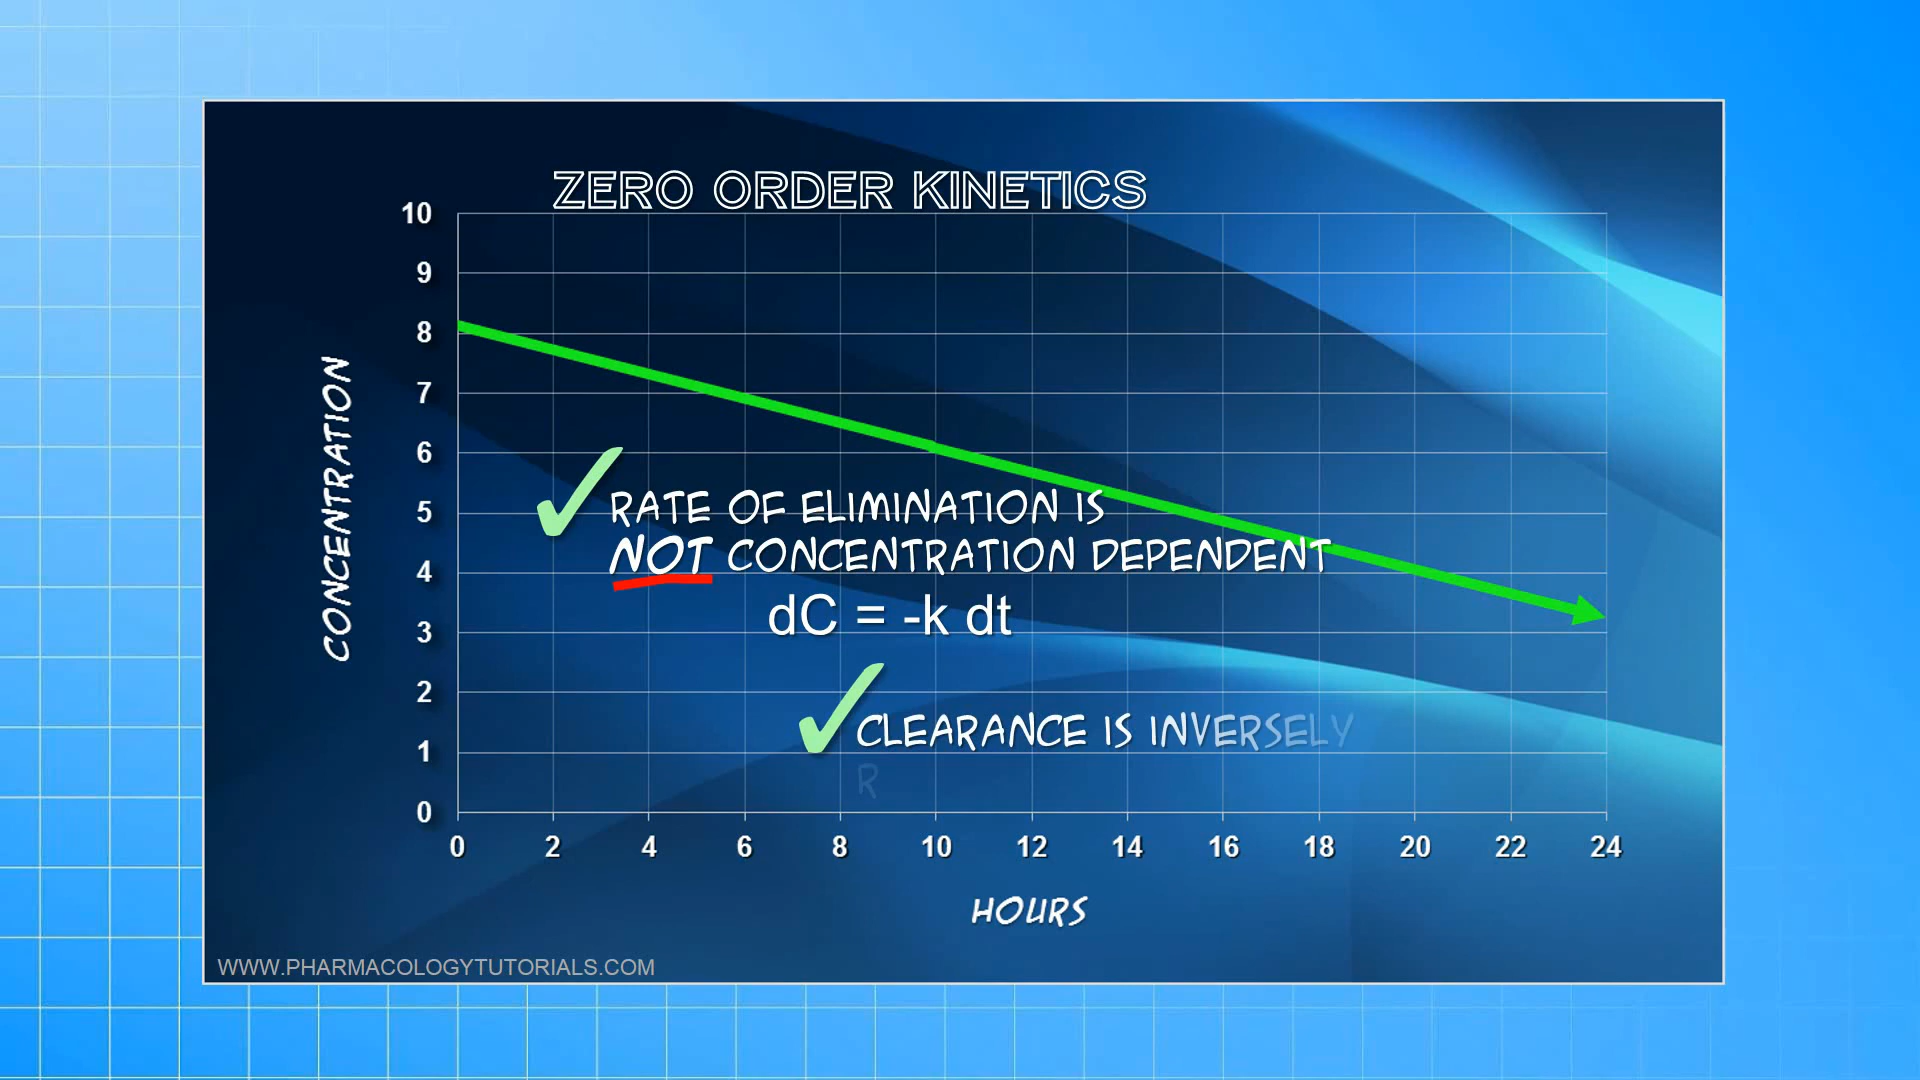 ZERO ORDER KINETICS
10
9
8
7
6
5
4
3
2
1
0
CONCENTRATION
RATE OF ELIMINATION IS
NOT CONCENTRATION DEPENDENT
dC = -k dt
CLEARANCE IS INVERSELY
R
0 2 4 6 8 10 12 14 16 18 20 22 24
HOURS
WWW.PHARMACOLOGYTUTORIALS.COM